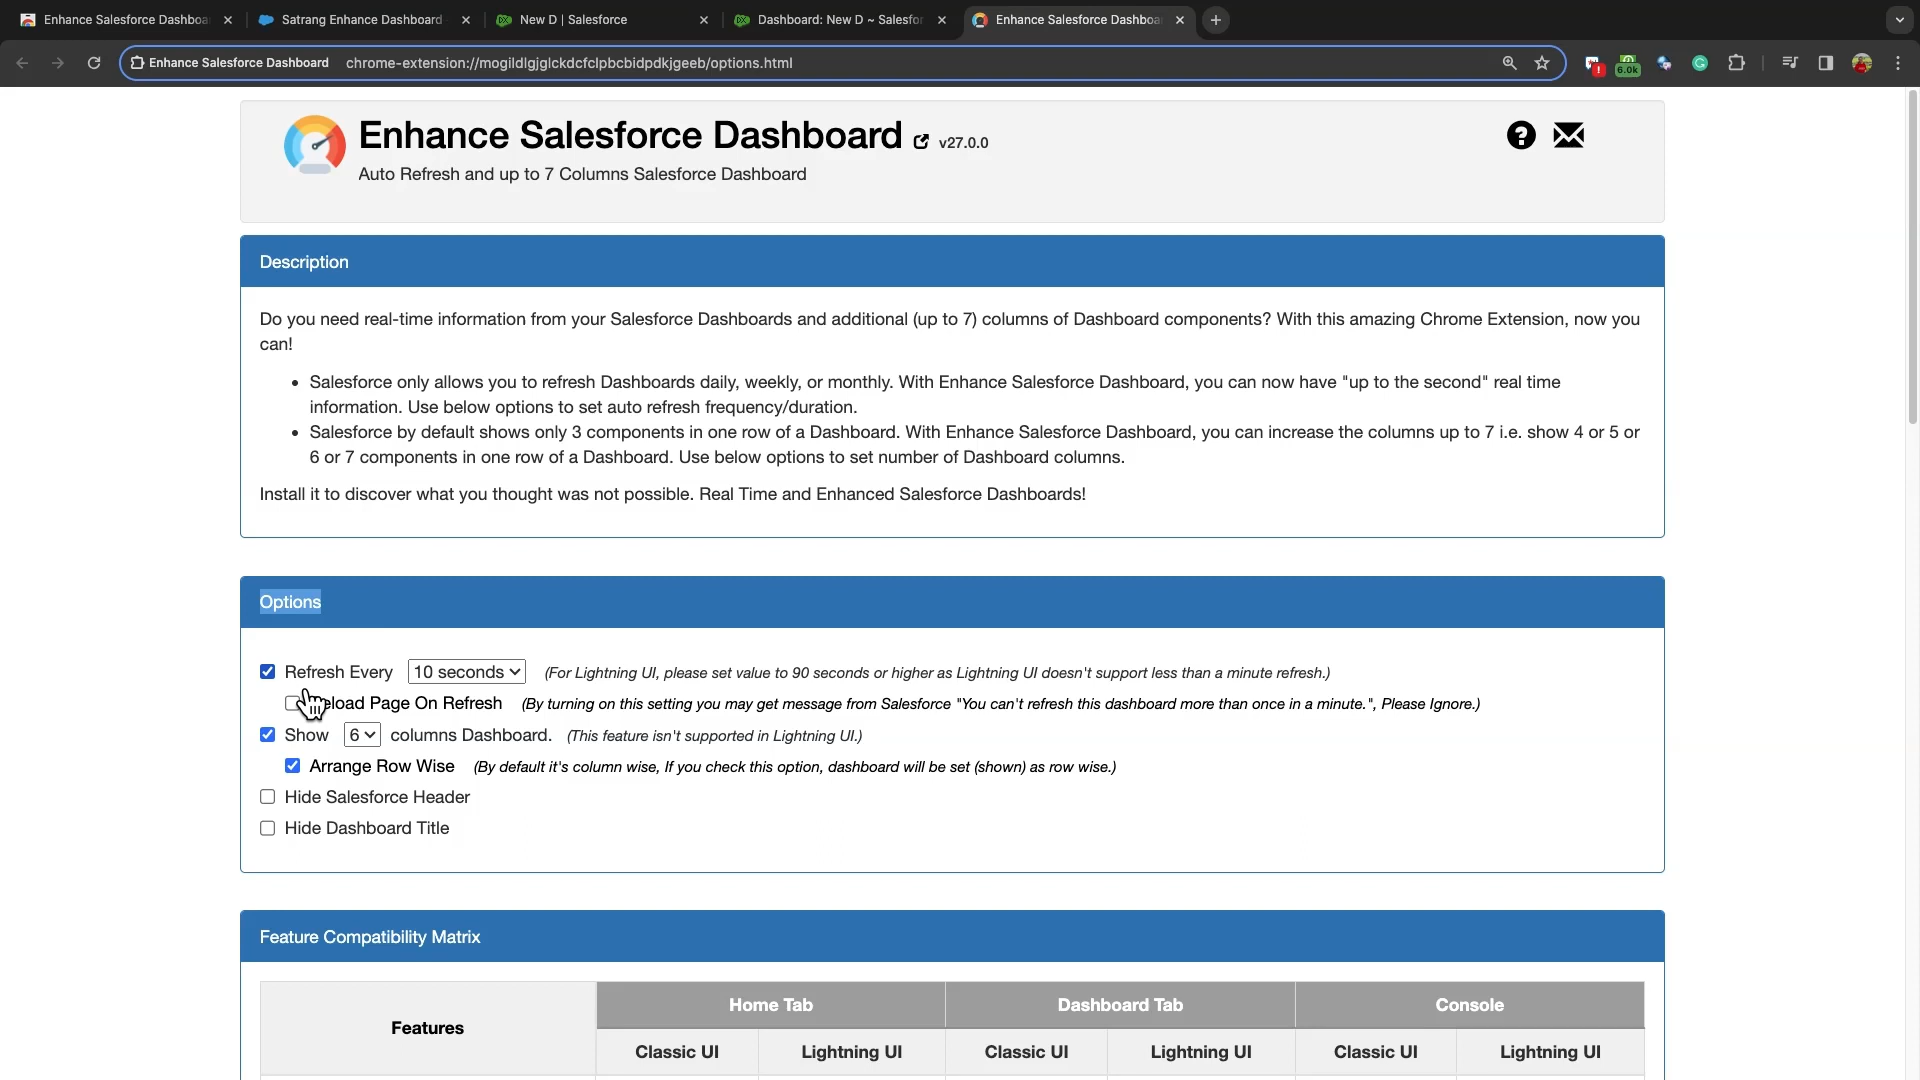 Enhance Salesforce Dashboa
Satrang Enhance Dashboard
New D | Salesforce
Dashboard: New D ~ Salesfor
Enhance Salesforce Dashboa
Enhance Salesforce Dashboard
chrome-extension://mogildlgjglckdcfclpbcbidpdkjgeeb/options.html
6.0k
Enhance Salesforce Dashboard v27.0.0
Auto Refresh and up to 7 Columns Salesforce Dashboard
Description
Do you need real-time information from your Salesforce Dashboards and additional (up to 7) columns of Dashboard components? With this amazing Chrome Extension, now you
can!
• Salesforce only allows you to refresh Dashboards daily, weekly, or monthly. With Enhance Salesforce Dashboard, you can now have "up to the second" real time
information. Use below options to set auto refresh frequency/duration.
• Salesforce by default shows only 3 components in one row of a Dashboard. With Enhance Salesforce Dashboard, you can increase the columns up to 7 i.e. show 4 or 5 or
6 or 7 components in one row of a Dashboard. Use below options to set number of Dashboard columns.
Install it to discover what you thought was not possible. Real Time and Enhanced Salesforce Dashboards!
Options
Refresh Every 10 seconds (For Lightning UI, please set value to 90 seconds or higher as Lightning UI doesn't support less than a minute refresh.)
eload Page On Refresh (By turning on this setting you may get message from Salesforce "You can't refresh this dashboard more than once in a minute.", Please Ignore.)
Show 6 columns Dashboard. (This feature isn't supported in Lightning UI.)
Arrange Row Wise (By default it's column wise, If you check this option, dashboard will be set (shown) as row wise.)
Hide Salesforce Header
Hide Dashboard Title
Feature Compatibility Matrix
Features
Home Tab
Dashboard Tab
Console
Classic UI
Lightning UI
Classic UI
Lightning UI
Classic UI
Lightning UI